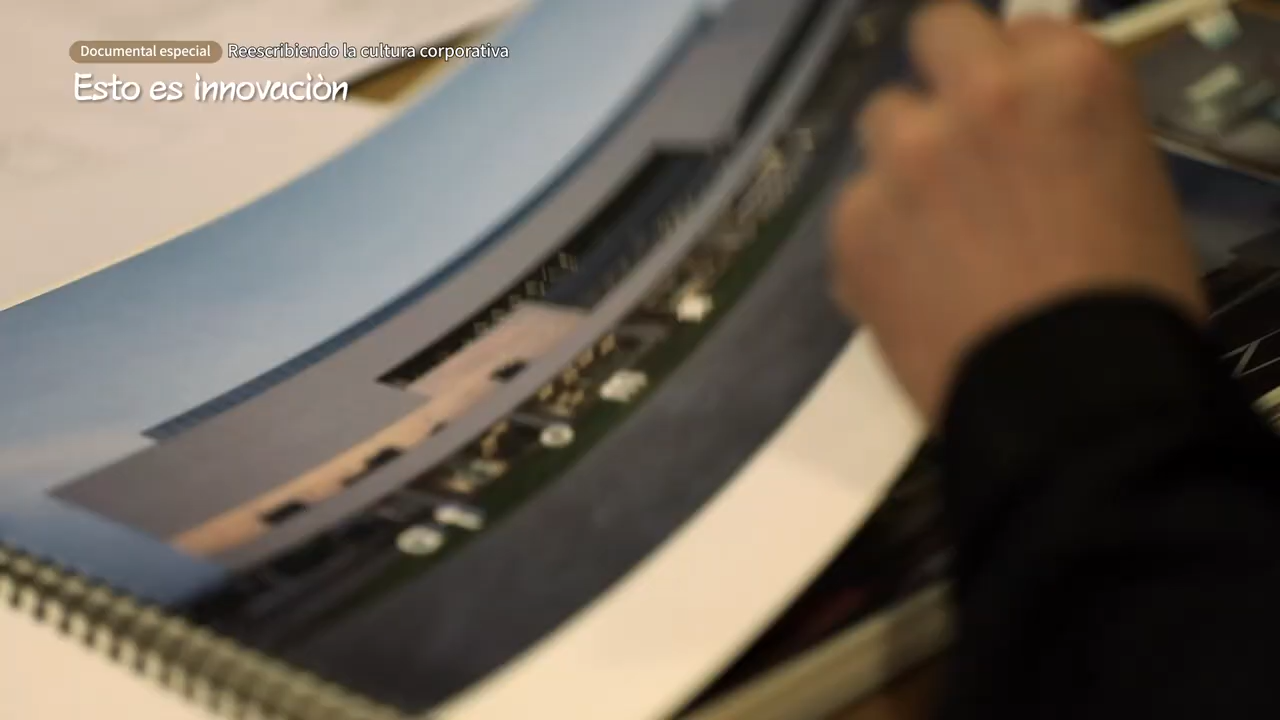 Documental especial Reescribiendo la cultura corporativa
Esto es innovaciòn